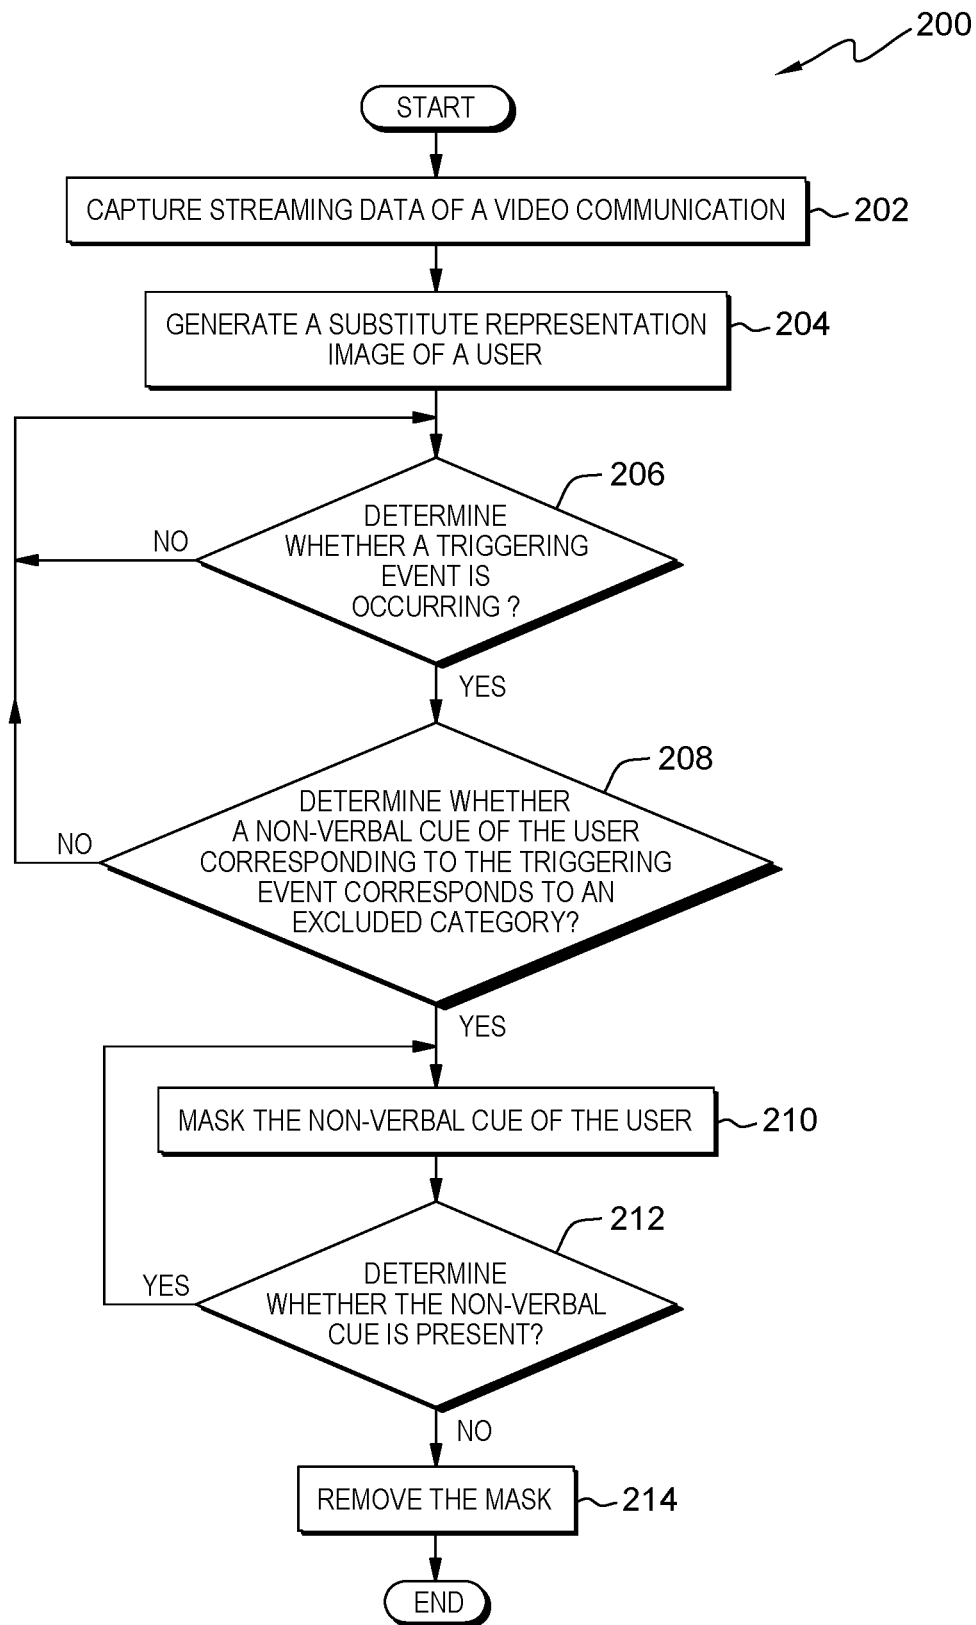 200
START
CAPTURE STREAMING DATA OF A VIDEO COMMUNICATION
202
GENERATE A SUBSTITUTE REPRESENTATION
IMAGE OF A USER
204
206
DETERMINE
WHETHER A TRIGGERING
EVENT IS
OCCURRING ?
NO
YES
208
DETERMINE WHETHER
A NON-VERBAL CUE OF THE USER
CORRESPONDING TO THE TRIGGERING
EVENT CORRESPONDS TO AN
EXCLUDED CATEGORY?
NO
YES
MASK THE NON-VERBAL CUE OF THE USER
210
212
DETERMINE
WHETHER THE NON-VERBAL
CUE IS PRESENT?
YES
NO
REMOVE THE MASK
214
END